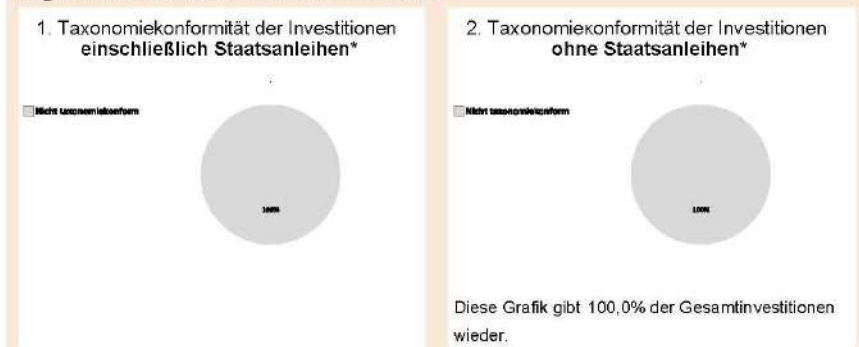 1. Taxonomiekonformität der Investitionen
einschließlich Staatsanleihen*
Nicht taxonomiekonform
100%
2. Taxonomieкonformität der Investitionen
ohne Staatsanleihen*
Nicht taxonomiekonform
100%
Diese Grafik gibt 100,0% der Gesamtinvestitionen
wieder.